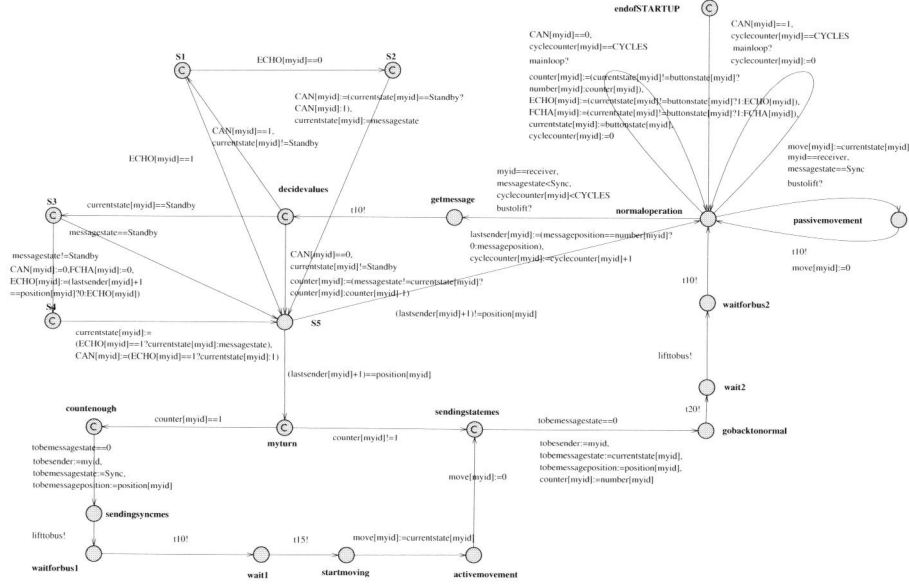 endofSTARTUP
C
CAN[myid]==0,
cyclecounter[myid]==CYCLES
mainloop?
counter[myid]:=(currentstate[myid]!=buttonstate[myid]?
number[myid]:counter[myid]),
ECHO[myid]:=(currentstate[myid]!=buttonstate[myid]?1:ECHO[myid]),
FCHA[myid]:=(currentstate[myid]!=buttonstate[myid]?1:FCHA[myid]),
currentstate[myid]:=buttonstate[myid],
cyclecounter[myid]:=0
CAN[myid]==1,
cyclecounter[myid]==CYCLES
mainloop?
cyclecounter[myid]:=0
S1
C
ECHO[myid]==0
S2
C
CAN[myid]:=(currentstate[myid]==Standby?
CAN[myid]:1),
currentstate[myid]:=messagestate
CAN[myid]==1,
currentstate[myid]!=Standby
ECHO[myid]==1
move[myid]:=currentstate[myid]
myid==receiver,
messagestate==Sync
bustolift?
decidevalues
C
getmessage
myid==receiver,
messagestate<Sync,
cyclecounter[myid]<CYCLES
bustolift?
normaloperation
passivemovement
S3
C
currentstate[myid]==Standby
t10!
messagestate==Standby
lastsender[myid]:=(messageposition==number[myid]?
0:messageposition),
cyclecounter[myid]:=cyclecounter[myid]+1
t10!
move[myid]:=0
messagestate!=Standby
CAN[myid]:=0,FCHA[myid]:=0,
ECHO[myid]:=(lastsender[myid]+1
==position[myid]?0:ECHO[myid])
CAN[myid]==0,
currentstate[myid]!=Standby
counter[myid]:=(messagestate!=currentstate[myid]?
counter[myid]:counter[myid]-1)
t10!
waitforbus2
S4
C
S5
(lastsender[myid]+1)!=position[myid]
currentstate[myid]:=
(ECHO[myid]==1?currentstate[myid]:messagestate),
CAN[myid]:=(ECHO[myid]==1?currentstate[myid]:1)
lifttobus!
(lastsender[myid]+1)==position[myid]
wait2
t20!
countenough
C
counter[myid]==1
C
myturn
counter[myid]!=1
sendingstatemes
C
tobemessagestate==0
gobacktonormal
tobemessagestate==0
tobesender:=myid,
tobemessagestate:=Sync,
tobemessageposition:=position[myid]
tobesender:=myid,
tobemessagestate:=currentstate[myid],
tobemessageposition:=position[myid],
counter[myid]:=number[myid]
move[myid]:=0
sendingsyncmes
lifttobus!
waitforbus1
t10!
wait1
t15!
startmoving
move[myid]:=currentstate[myid]
activemovement